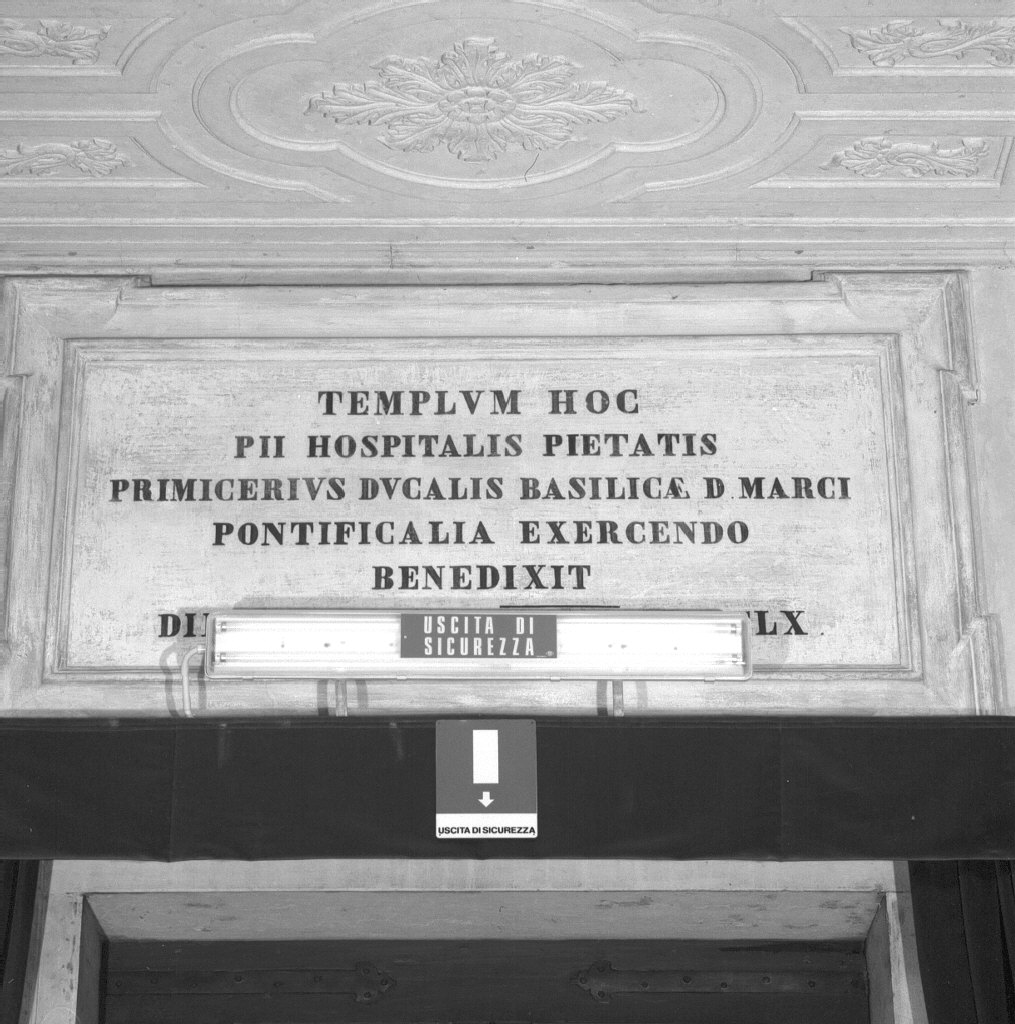 TEMPLVM HOC
PII HOSPITALIS PIETATIS
PRIMICERIVS DVCALIS BASILICÆ D. MARCI
PONTIFICALIA EXERCENDO
BENEDIXIT
USCITA DI
SICUREZZA
USCITA DI SICUREZZA